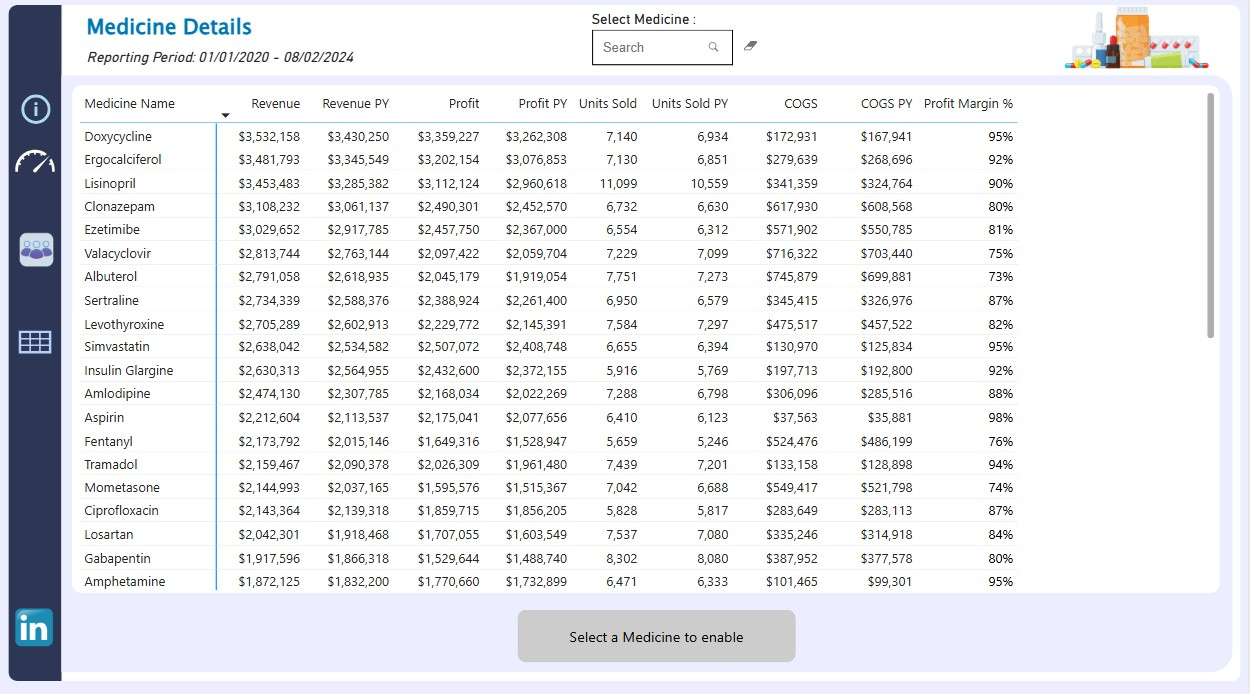 Medicine Details
Select Medicine :
Reporting Period: 01/01/2020 - 08/02/2024
Search
Medicine Name Revenue Revenue PY Profit Profit PY Units Sold Units Sold PY COGS COGS PY Profit Margin %
Doxycycline $3,532,158 $3,430,250 $3,359,227 $3,262,308 7,140 6,934 $172,931 $167,941 95%
Ergocalciferol $3,481,793 $3,345,549 $3,202,154 $3,076,853 7,130 6,851 $279,639 $268,696 92%
Lisinopril $3,453,483 $3,285,382 $3,112,124 $2,960,618 11,099 10,559 $341,359 $324,764 90%
Clonazepam $3,108,232 $3,061,137 $2,490,301 $2,452,570 6,732 6,630 $617,930 $608,568 80%
Ezetimibe $3,029,652 $2,917,785 $2,457,750 $2,367,000 6,554 6,312 $571,902 $550,785 81%
Valacyclovir $2,813,744 $2,763,144 $2,097,422 $2,059,704 7,229 7,099 $716,322 $703,440 75%
Albuterol $2,791,058 $2,618,935 $2,045,179 $1,919,054 7,751 7,273 $745,879 $699,881 73%
Sertraline $2,734,339 $2,588,376 $2,388,924 $2,261,400 6,950 6,579 $345,415 $326,976 87%
Levothyroxine $2,705,289 $2,602,913 $2,229,772 $2,145,391 7,584 7,297 $475,517 $457,522 82%
Simvastatin $2,638,042 $2,534,582 $2,507,072 $2,408,748 6,655 6,394 $130,970 $125,834 95%
Insulin Glargine $2,630,313 $2,564,955 $2,432,600 $2,372,155 5,916 5,769 $197,713 $192,800 92%
Amlodipine $2,474,130 $2,307,785 $2,168,034 $2,022,269 7,288 6,798 $306,096 $285,516 88%
Aspirin $2,212,604 $2,113,537 $2,175,041 $2,077,656 6,410 6,123 $37,563 $35,881 98%
Fentanyl $2,173,792 $2,015,146 $1,649,316 $1,528,947 5,659 5,246 $524,476 $486,199 76%
Tramadol $2,159,467 $2,090,378 $2,026,309 $1,961,480 7,439 7,201 $133,158 $128,898 94%
Mometasone $2,144,993 $2,037,165 $1,595,576 $1,515,367 7,042 6,688 $549,417 $521,798 74%
Ciprofloxacin $2,143,364 $2,139,318 $1,859,715 $1,856,205 5,828 5,817 $283,649 $283,113 87%
Losartan $2,042,301 $1,918,468 $1,707,055 $1,603,549 7,537 7,080 $335,246 $314,918 84%
Gabapentin $1,917,596 $1,866,318 $1,529,644 $1,488,740 8,302 8,080 $387,952 $377,578 80%
Amphetamine $1,872,125 $1,832,200 $1,770,660 $1,732,899 6,471 6,333 $101,465 $99,301 95%
in
Select a Medicine to enable